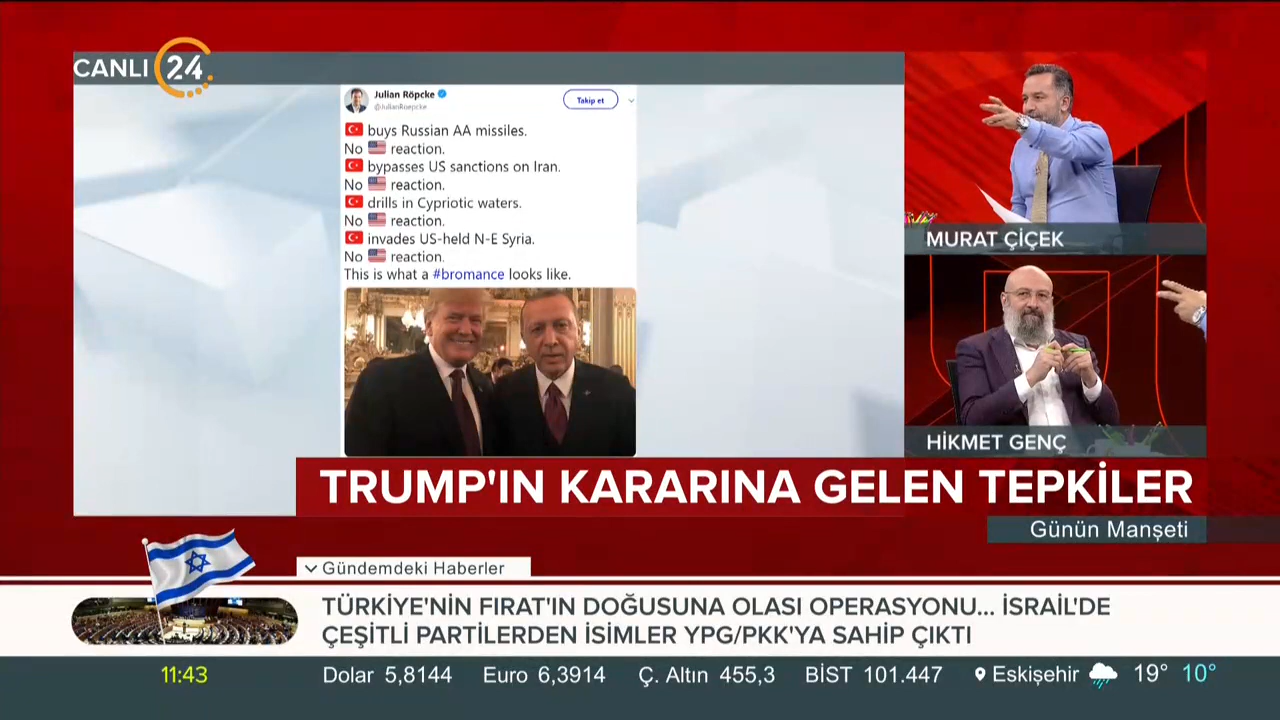 CANLI 24
Julian Röpcke
@JulianRoepcke
Takip et
🇹🇷 buys Russian AA missiles.
No 🇺🇸 reaction.
🇹🇷 bypasses US sanctions on Iran.
No 🇺🇸 reaction.
🇹🇷 drills in Cypriotic waters.
No 🇺🇸 reaction.
🇹🇷 invades US-held N-E Syria.
No 🇺🇸 reaction.
This is what a #bromance looks like.
MURAT ÇİÇEK
HİKMET GENÇ
TRUMP'IN KARARINA GELEN TEPKİLER
Günün Manşeti
Gündemdeki Haberler
TÜRKİYE'NİN FIRAT'IN DOĞUSUNA OLASI OPERASYONU... İSRAİL'DE
ÇEŞİTLİ PARTİLERDEN İSİMLER YPG/PKK'YA SAHİP ÇIKTI
11:43 Dolar 5,8144 Euro 6,3914 Ç. Altın 455,3 BİST 101.447 Eskişehir 19° 10°